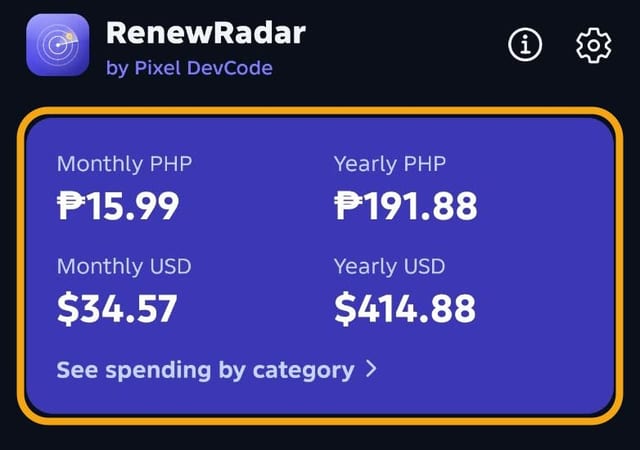 RenewRadar
by Pixel DevCode
Monthly PHP
₱15.99
Yearly PHP
₱191.88
Monthly USD
$34.57
Yearly USD
$414.88
See spending by category >